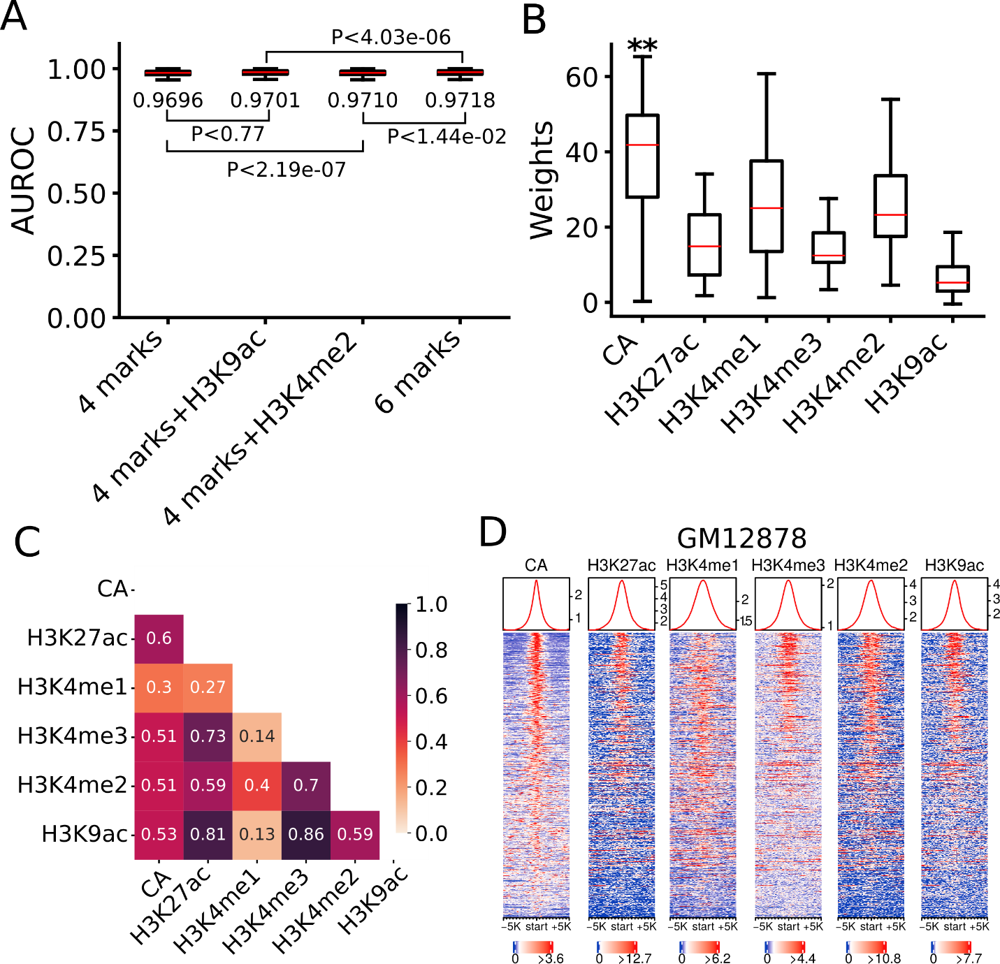 A
P<4.03e-06
1.00
0.9696 0.9701 0.9710 0.9718
P<0.77
P<1.44e-02
P<2.19e-07
0.75
0.50
0.25
0.00
AUROC
4 marks
4 marks+H3K9ac
4 marks+H3K4me2
6 marks
B
**
60
40
20
0
Weights
CA
H3K27ac
H3K4me1
H3K4me3
H3K4me2
H3K9ac
C
CA
H3K27ac 0.6
H3K4me1 0.3 0.27
H3K4me3 0.51 0.73 0.14
H3K4me2 0.51 0.59 0.4 0.7
H3K9ac 0.53 0.81 0.13 0.86 0.59
CA
H3K27ac
H3K4me1
H3K4me3
H3K4me2
H3K9ac
1.0
0.8
0.6
0.4
0.2
0.0
D
GM12878
CA H3K27ac H3K4me1 H3K4me3 H3K4me2 H3K9ac
2
1
5
4
3
2
2
1.5
2
1
4
3
2
4
3
2
−5K start +5K −5K start +5K −5K start +5K −5K start +5K −5K start +5K −5K start +5K
0 >3.6 0 >12.7 0 >6.2 0 >4.4 0 >10.8 0 >7.7